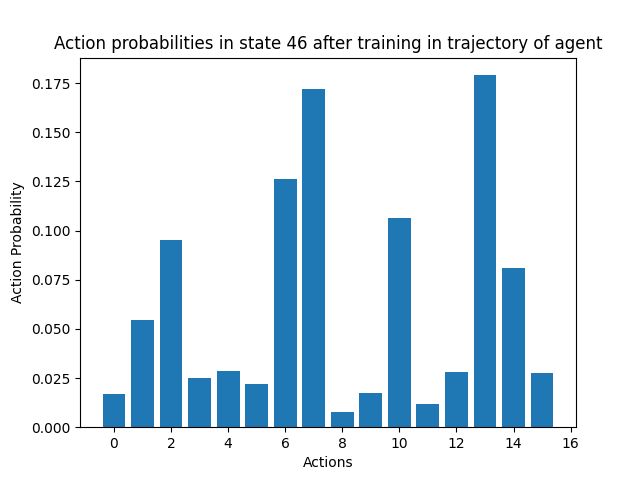 Action probabilities in state 46 after training in trajectory of agent
0.175
0.150
0.125
0.100
0.075
0.050
0.025
0.000
Action Probability
0 2 4 6 8 10 12 14 16
Actions